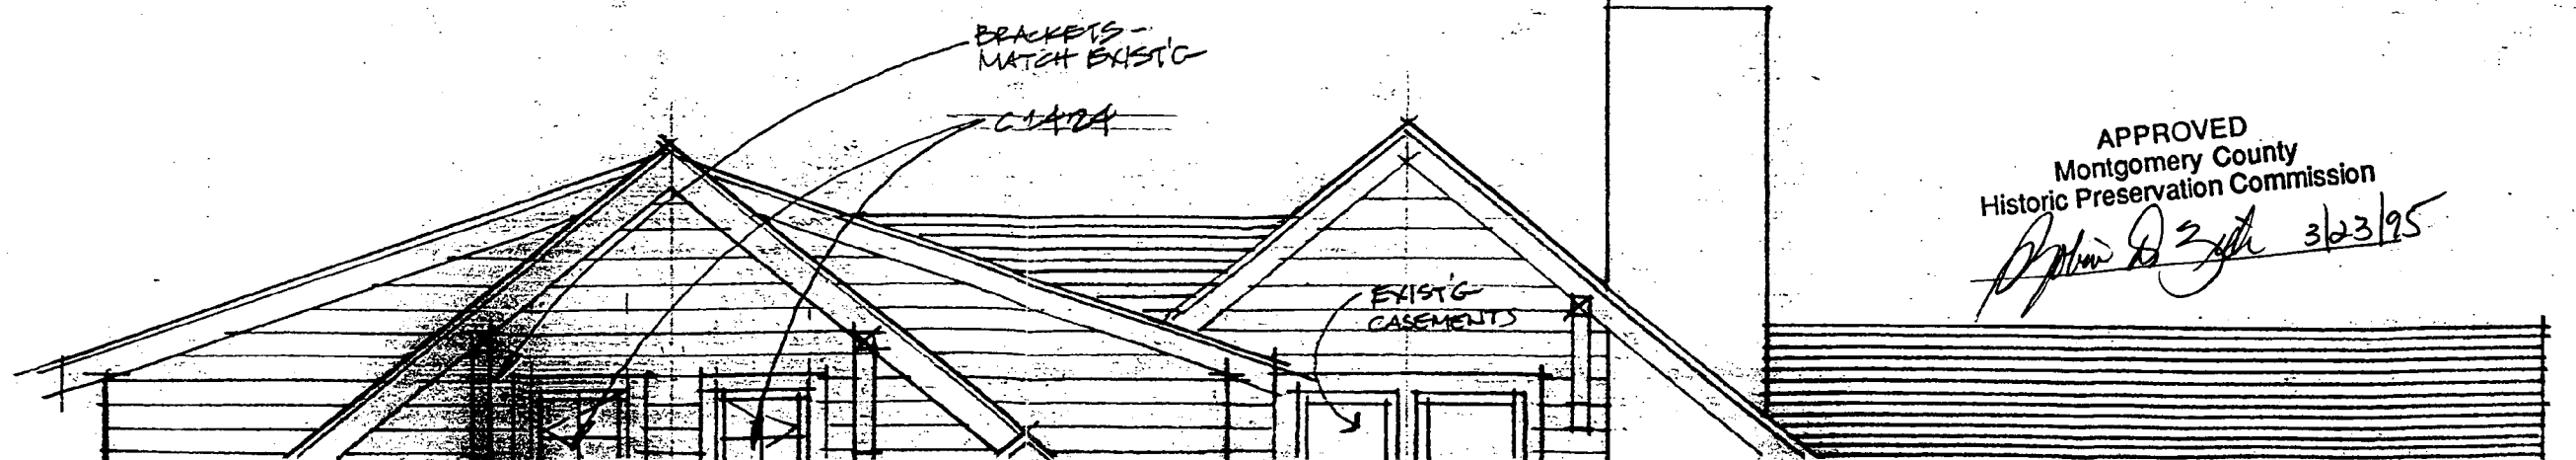 BRACKETS -
MATCH EXIST'G
C1424
APPROVED
Montgomery County
Historic Preservation Commission
3/23/95
EXIST'G
CASEMENTS